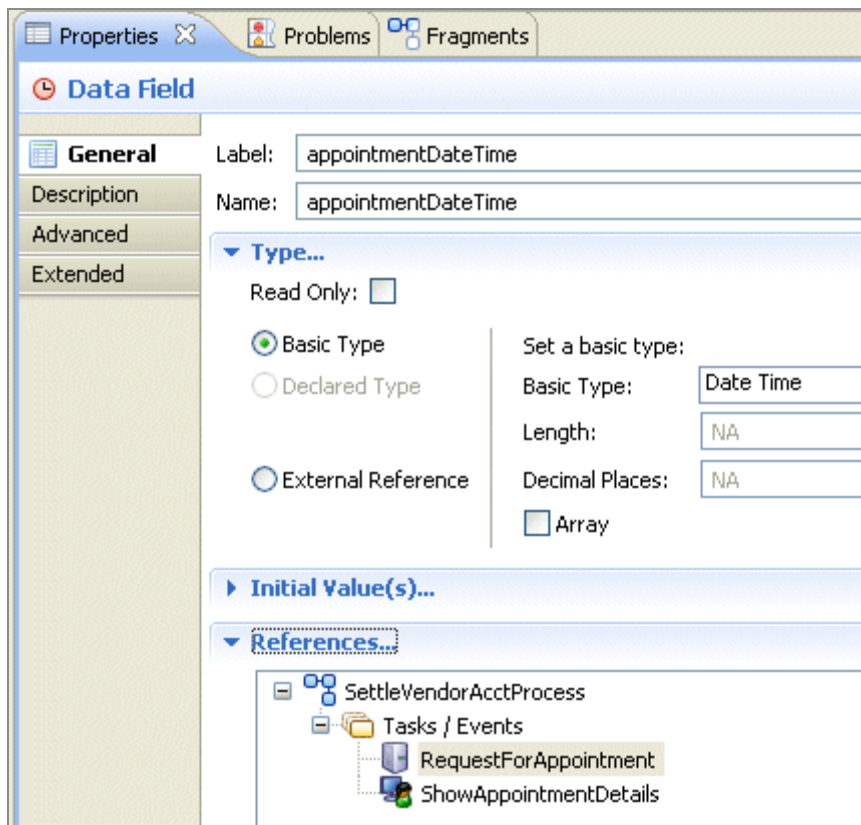 Properties Problems Fragments
Data Field
General
Label: appointmentDateTime
Description
Name: appointmentDateTime
Advanced
Type...
Extended
Read Only:
Basic Type
Set a basic type:
Declared Type
Basic Type: Date Time
Length: NA
External Reference
Decimal Places: NA
Array
Initial Value(s)...
References...
SettleVendorAcctProcess
Tasks / Events
RequestForAppointment
ShowAppointmentDetails